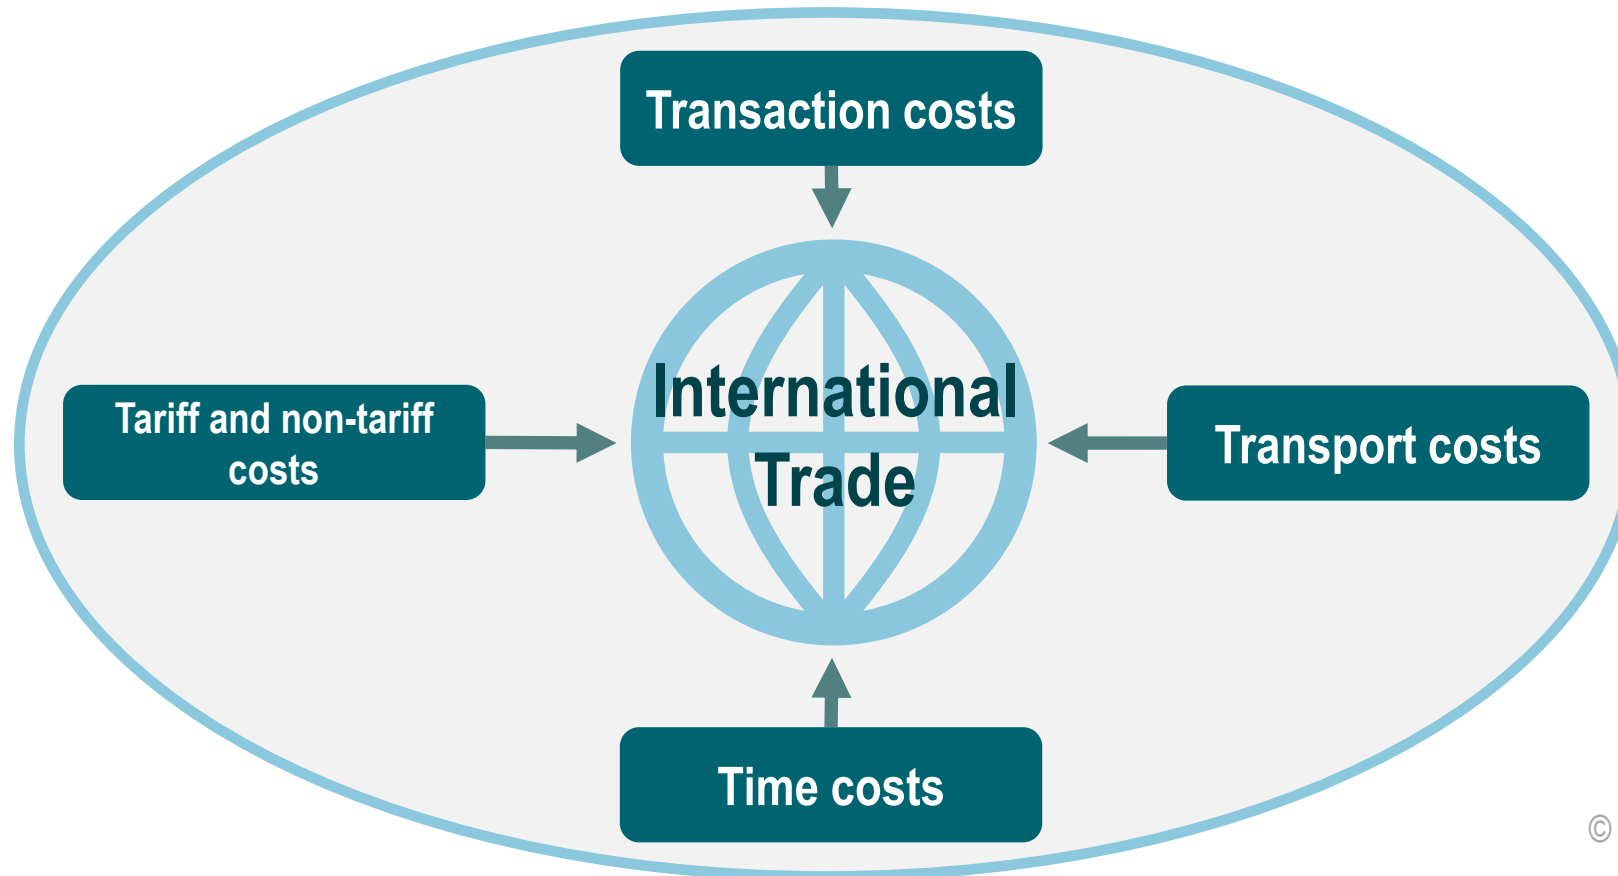 Transaction costs
International
Trade
Tariff and non-tariff
costs
Transport costs
Time costs
©